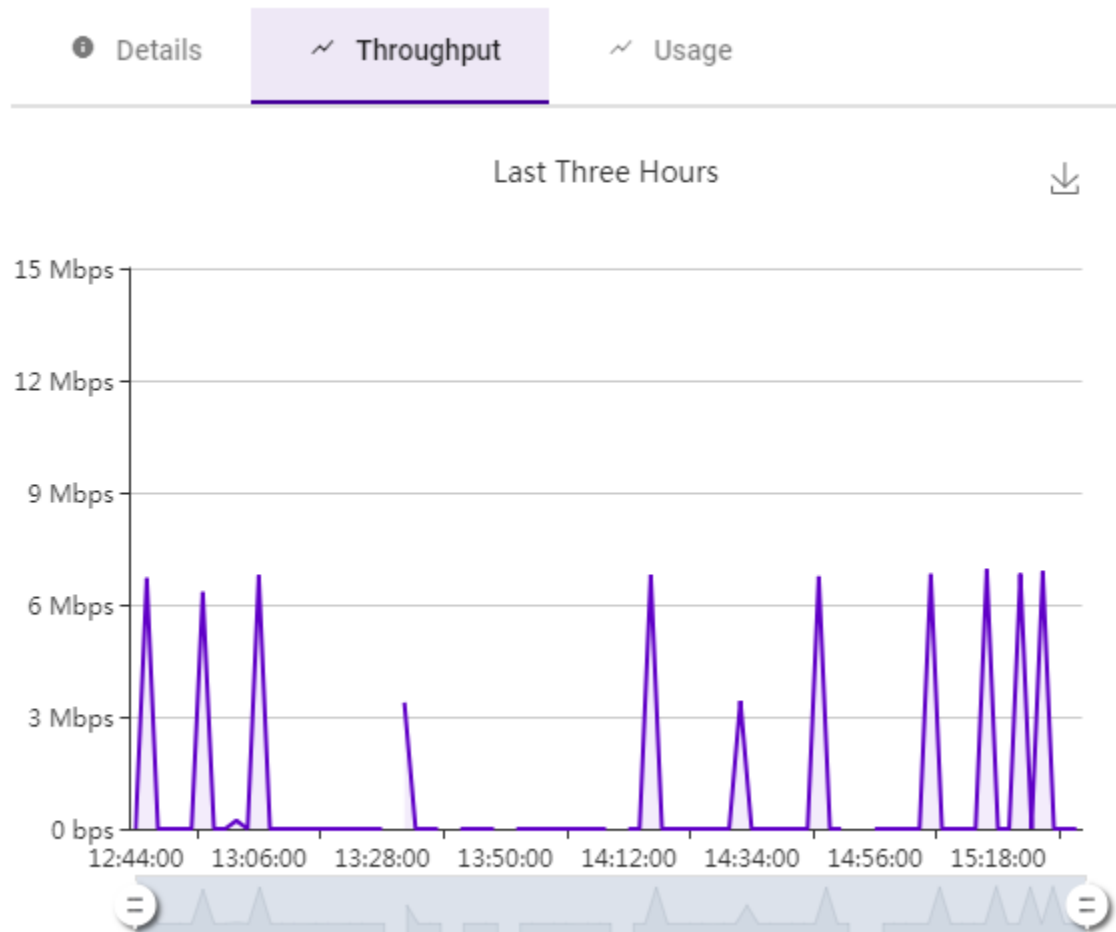 Details Throughput Usage
Last Three Hours
15 Mbps
12 Mbps
9 Mbps
6 Mbps
3 Mbps
0 bps
12:44:00 13:06:00 13:28:00 13:50:00 14:12:00 14:34:00 14:56:00 15:18:00